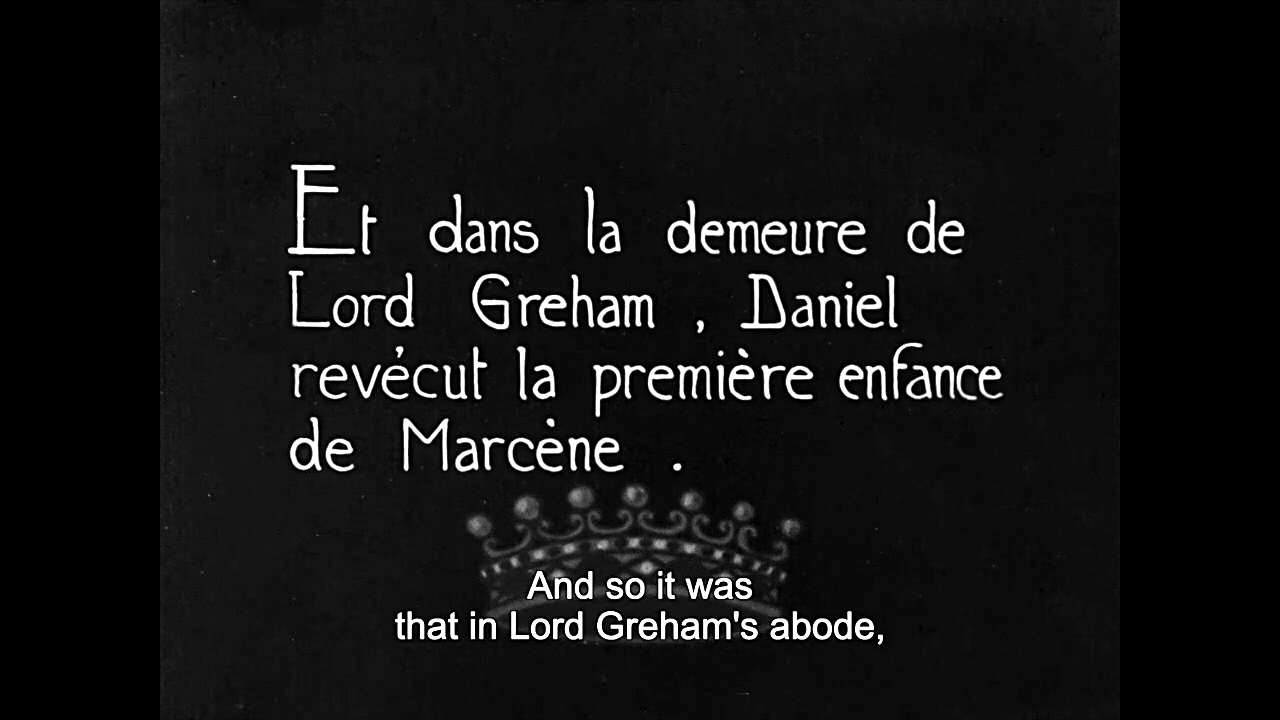 Et dans la demeure de
Lord Greham , Daniel
revécut la première enfance
de Marcène .
And so it was
that in Lord Greham's abode,